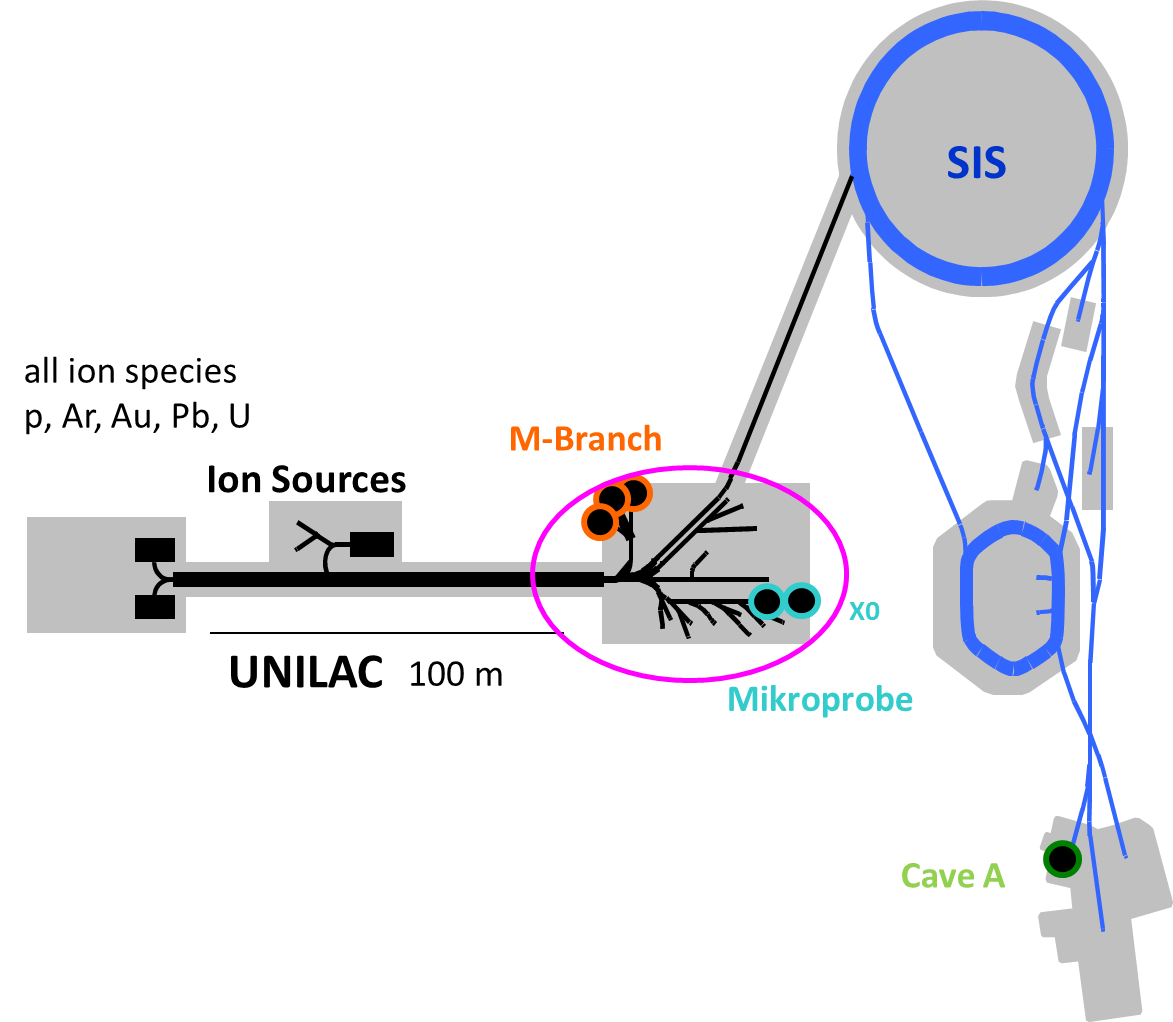 SIS
all ion species
p, Ar, Au, Pb, U
M-Branch
Ion Sources
X0
UNILAC 100 m
Mikroprobe
Cave A